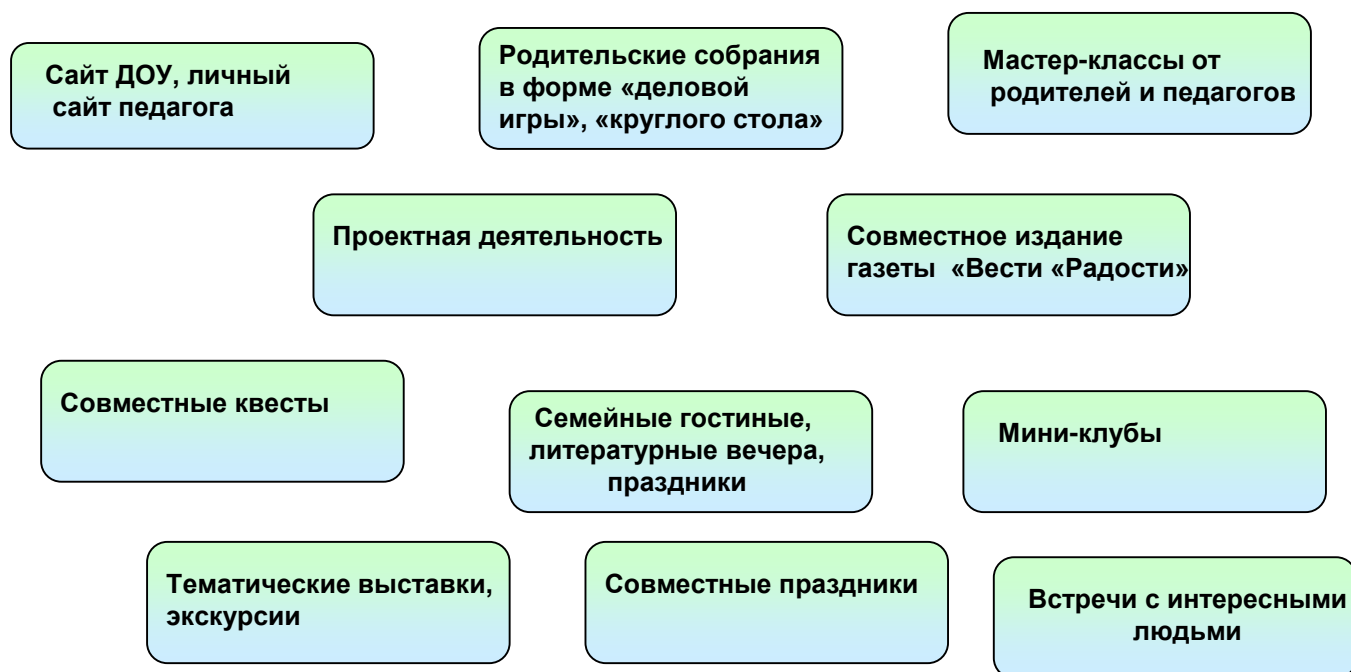 Сайт ДОУ, личный
сайт педагога
Родительские собрания
в форме «деловой
игры», «круглого стола»
Мастер-классы от
родителей и педагогов
Проектная деятельность
Совместное издание
газеты «Вести «Радости»
Совместные квесты
Семейные гостиные,
литературные вечера,
праздники
Мини-клубы
Тематические выставки,
экскурсии
Совместные праздники
Встречи с интересными
людьми